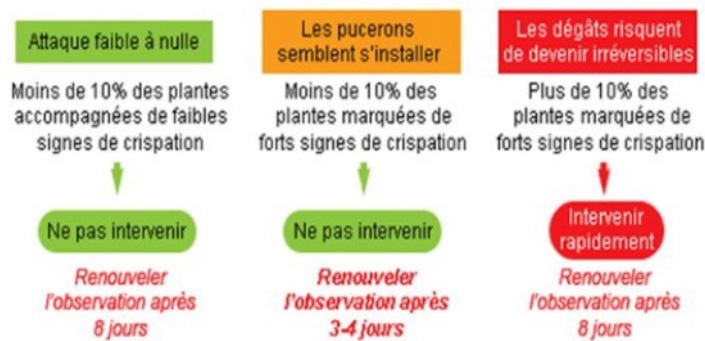 Attaque faible à nulle
Moins de 10% des plantes
accompagnées de faibles
signes de crispation
Ne pas intervenir
Renouveler
l'observation après
8 jours
Les pucerons
semblent s'installer
Moins de 10% des
plantes marquées de
forts signes de crispation
Ne pas intervenir
Renouveler
l'observation après
3-4 jours
Les dégâts risquent
de devenir irréversibles
Plus de 10% des
plantes marquées de
forts signes de crispation
Intervenir
rapidement
Renouveler
l'observation après
8 jours